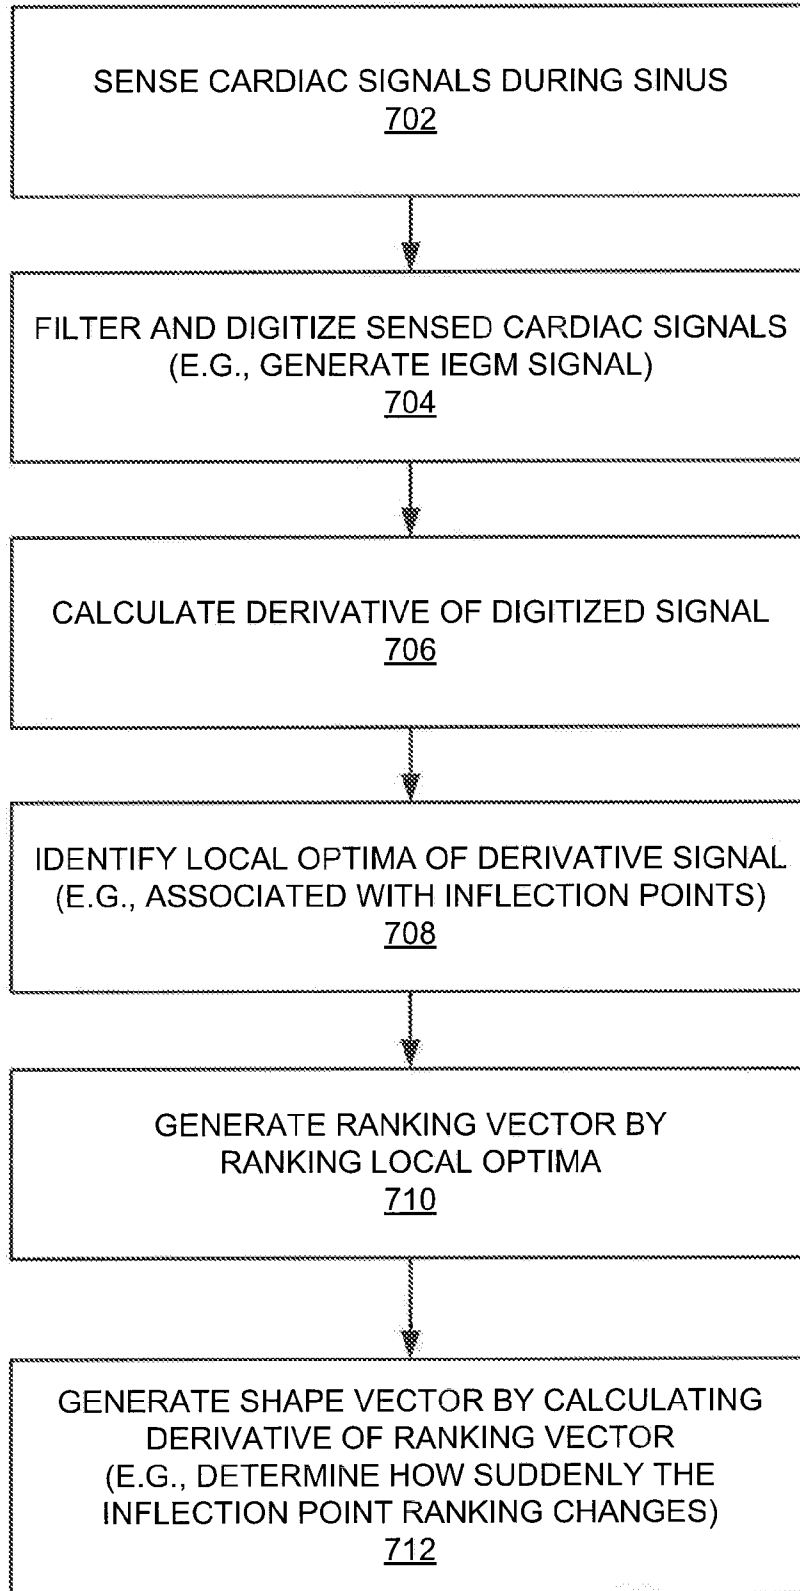 SENSE CARDIAC SIGNALS DURING SINUS
702
FILTER AND DIGITIZE SENSED CARDIAC SIGNALS
(E.G., GENERATE IEGM SIGNAL)
704
CALCULATE DERIVATIVE OF DIGITIZED SIGNAL
706
IDENTIFY LOCAL OPTIMA OF DERIVATIVE SIGNAL
(E.G., ASSOCIATED WITH INFLECTION POINTS)
708
GENERATE RANKING VECTOR BY
RANKING LOCAL OPTIMA
710
GENERATE SHAPE VECTOR BY CALCULATING
DERIVATIVE OF RANKING VECTOR
(E.G., DETERMINE HOW SUDDENLY THE
INFLECTION POINT RANKING CHANGES)
712